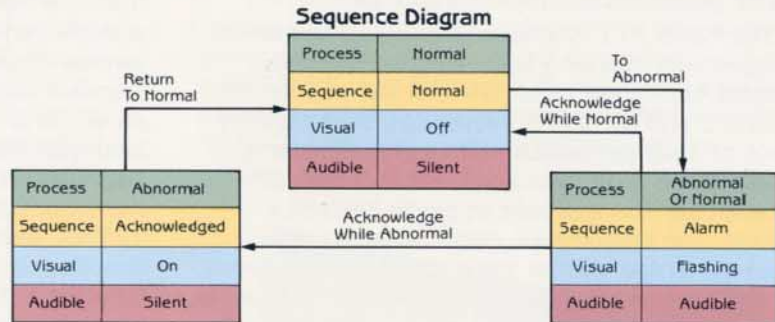 Sequence Diagram
Process Normal
Sequence Normal
Visual Off
Audible Silent
Return
To Normal
To
Abnormal
Acknowledge
While Normal
Process Abnormal
Sequence Acknowledged
Visual On
Audible Silent
Acknowledge
While Abnormal
Process Abnormal
Or Normal
Sequence Alarm
Visual Flashing
Audible Audible